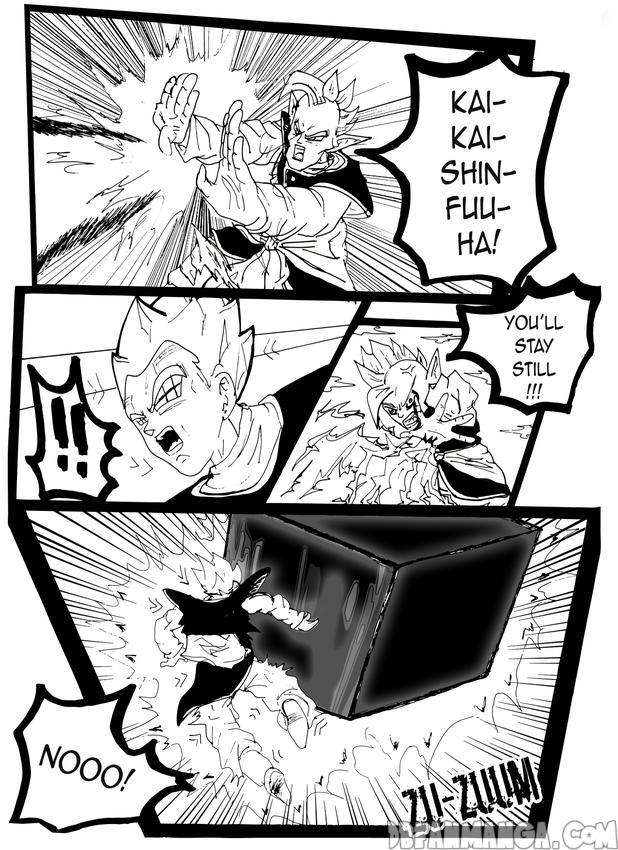 KAI-
KAI-
SHIN-
FUU-
HA!
YOU'LL
STAY
STILL
!!!
!!
NOOO!
ZU-ZUUM
DBFANMANGA.COM